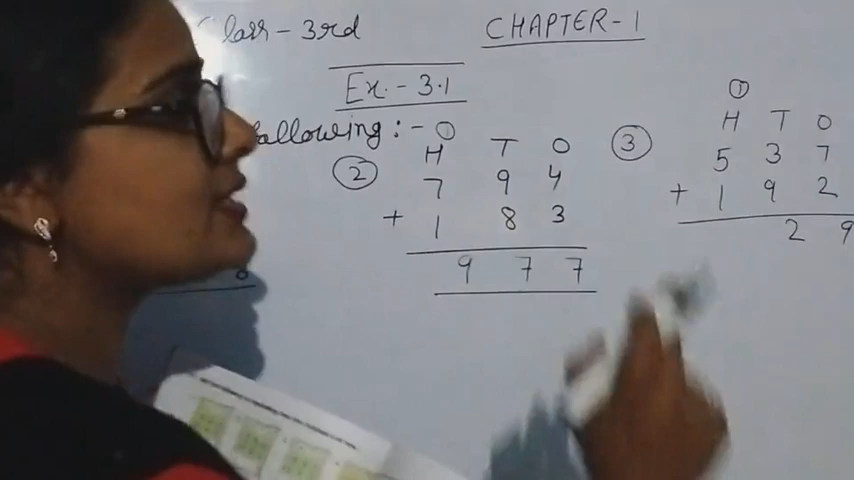 Class - 3rd
CHAPTER - 1
Ex. - 3.1
following : -
② ①
H T O
7 9 4
+ 1 8 3
9 7 7
③ ①
H T O
5 3 7
+ 1 9 2
2 9